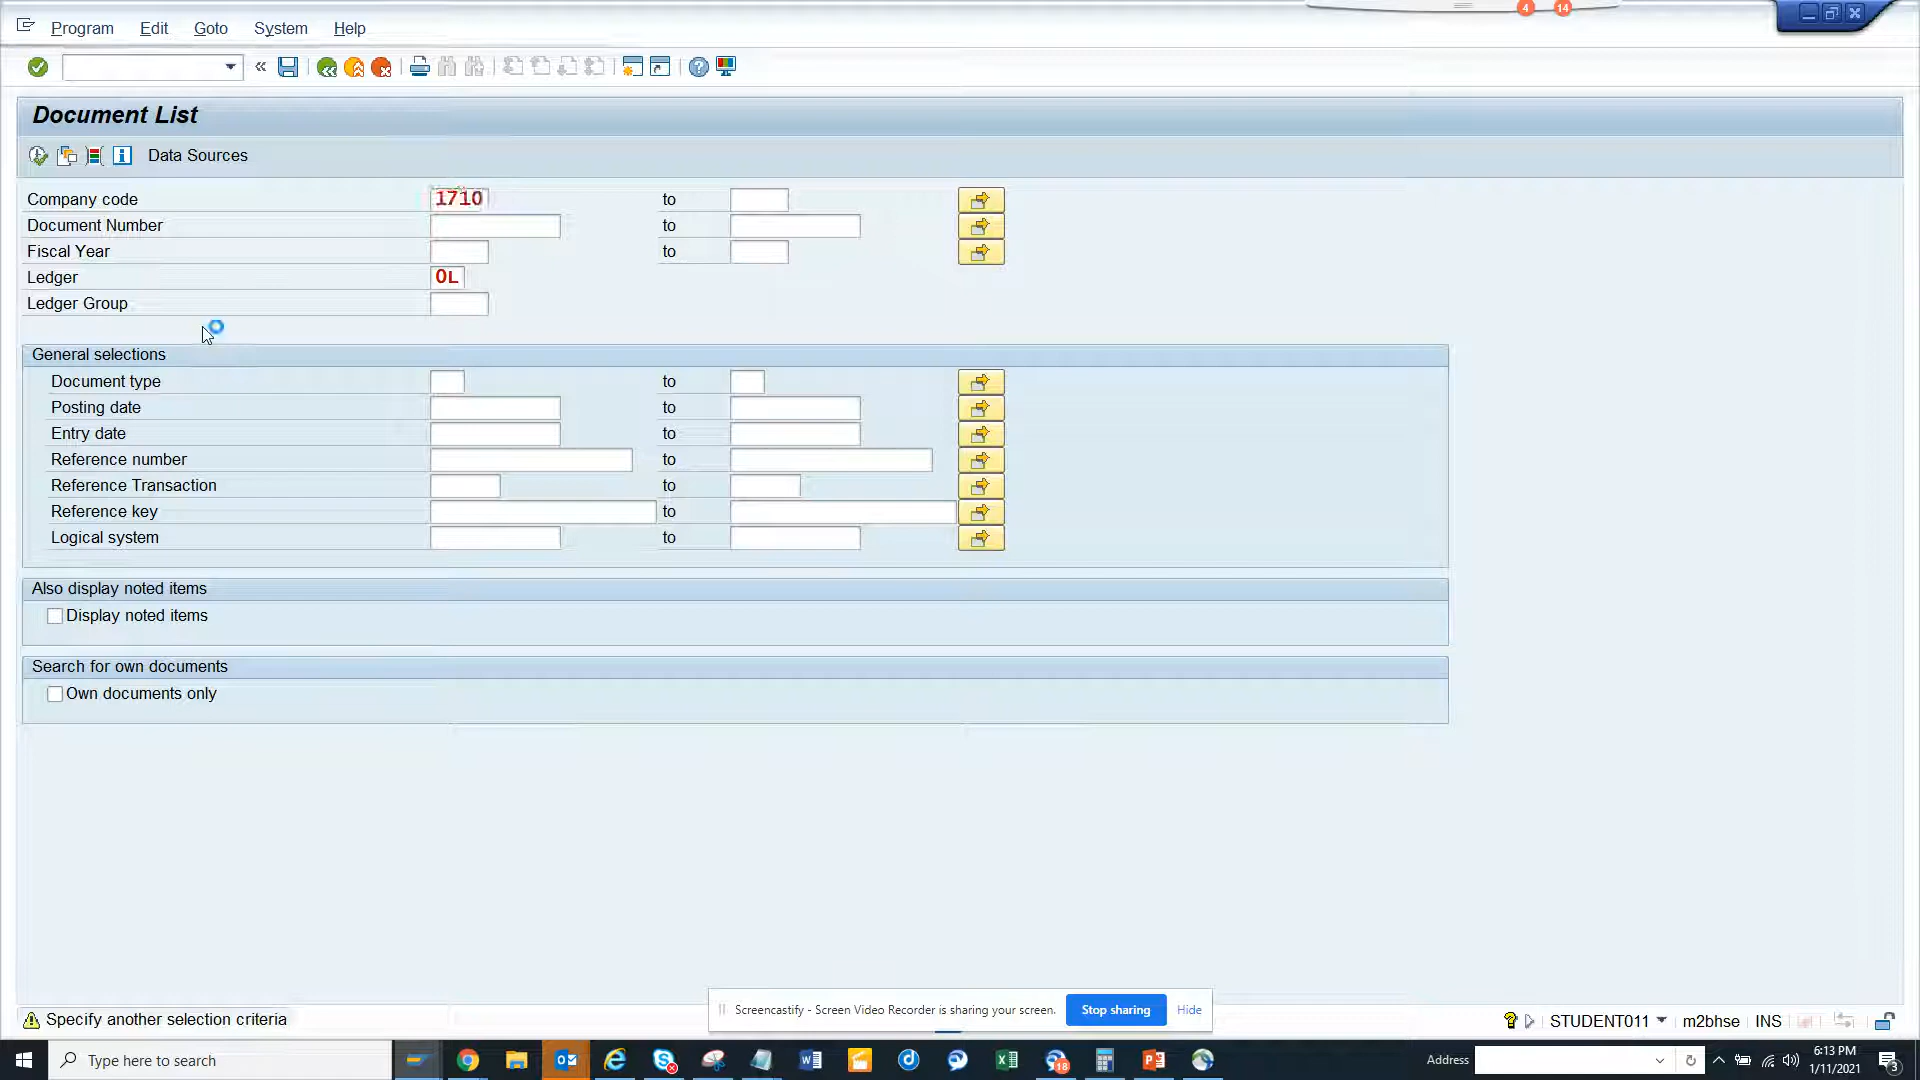 4 14
Program Edit Goto System Help
Document List
Data Sources
Company code 1710 to
Document Number to
Fiscal Year to
Ledger 0L
Ledger Group
General selections
Document type to
Posting date to
Entry date to
Reference number to
Reference Transaction to
Reference key to
Logical system to
Also display noted items
Display noted items
Search for own documents
Own documents only
Screencastify - Screen Video Recorder is sharing your screen. Stop sharing Hide
Specify another selection criteria
STUDENT011 m2bhse INS
Type here to search
18
Address
6:13 PM
1/11/2021
3